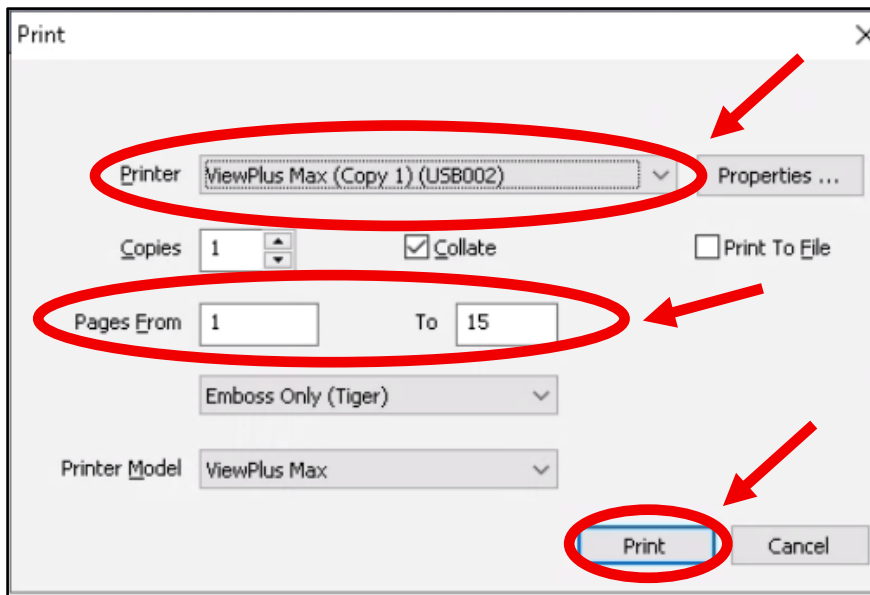 Print
Printer ViewPlus Max (Copy 1) (USB002) Properties ...
Copies 1 Collate Print To File
Pages From 1 To 15
Emboss Only (Tiger)
Printer Model ViewPlus Max
Print Cancel